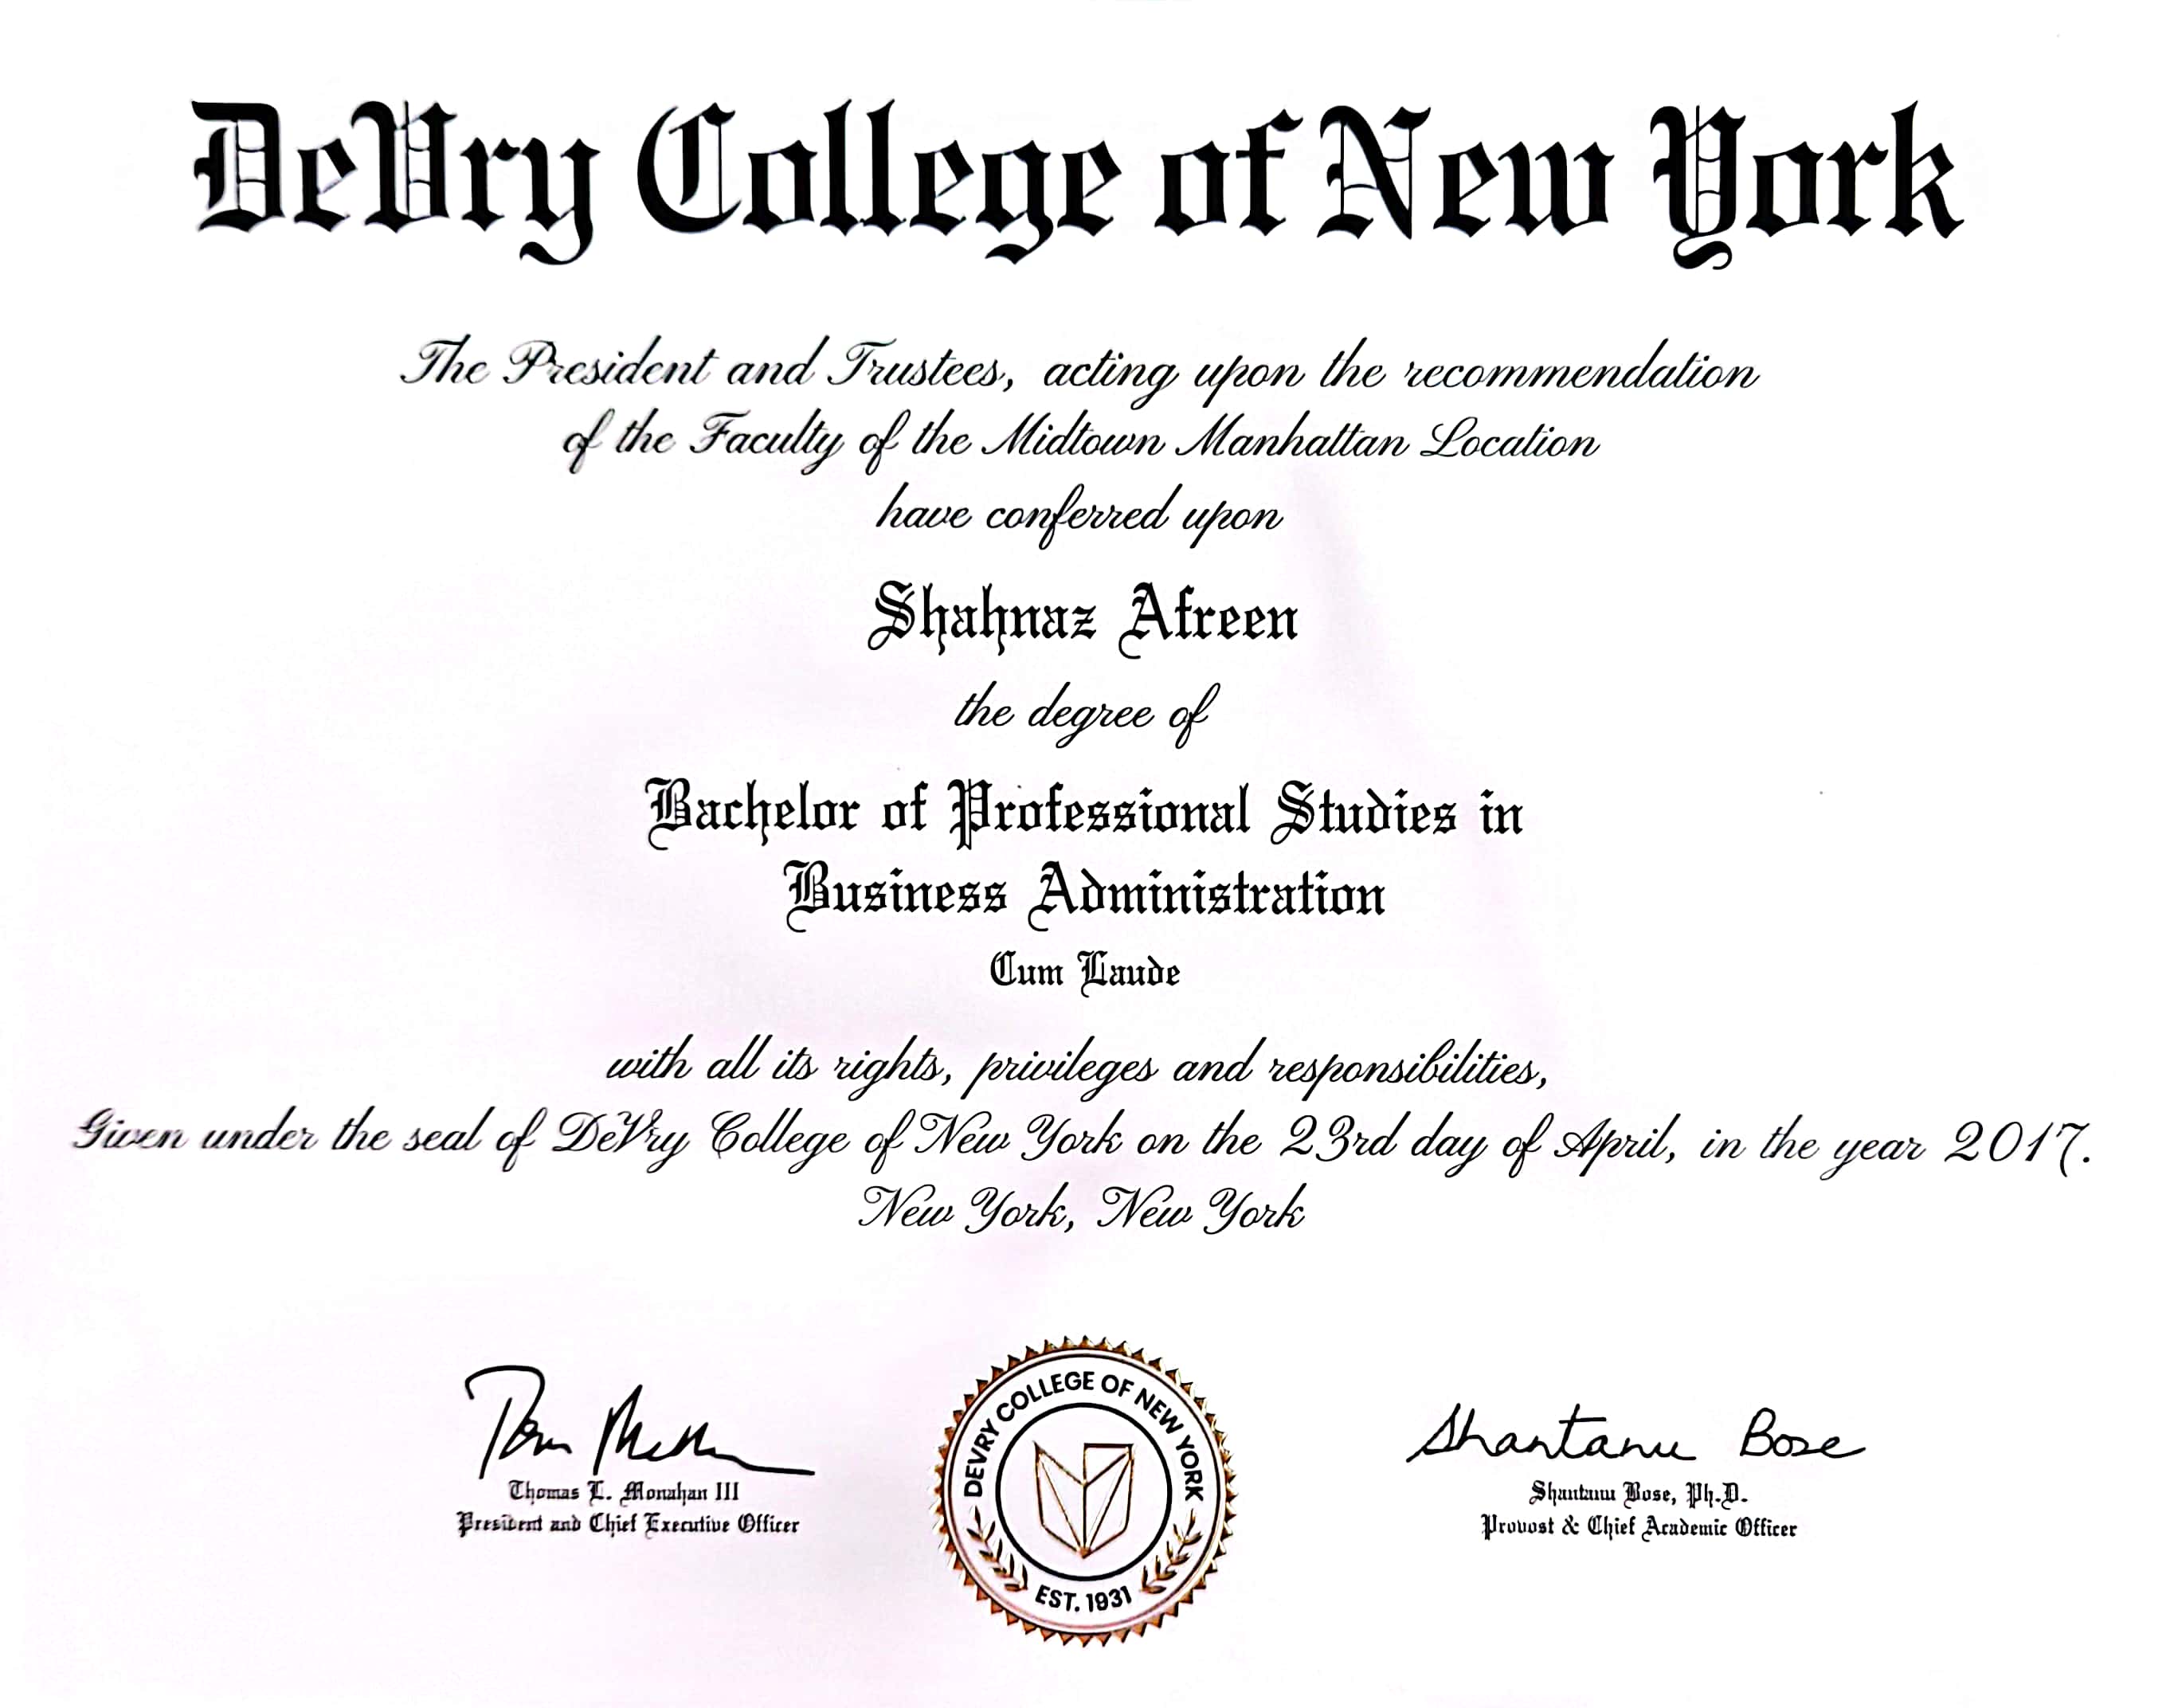 DeVry College of New York
The President and Trustees, acting upon the recommendation
of the Faculty of the Midtown Manhattan Location
have conferred upon
Shahnaz Afreen
the degree of
Bachelor of Professional Studies in
Business Administration
Cum Laude
with all its rights, privileges and responsibilities,
Given under the seal of DeVry College of New York on the 23rd day of April, in the year 2017.
New York, New York
Thomas L. Monahan III
President and Chief Executive Officer
DEVRY COLLEGE OF NEW YORK
EST. 1931
Shantanu Bose
Shantanu Bose, Ph.D.
Provost & Chief Academic Officer